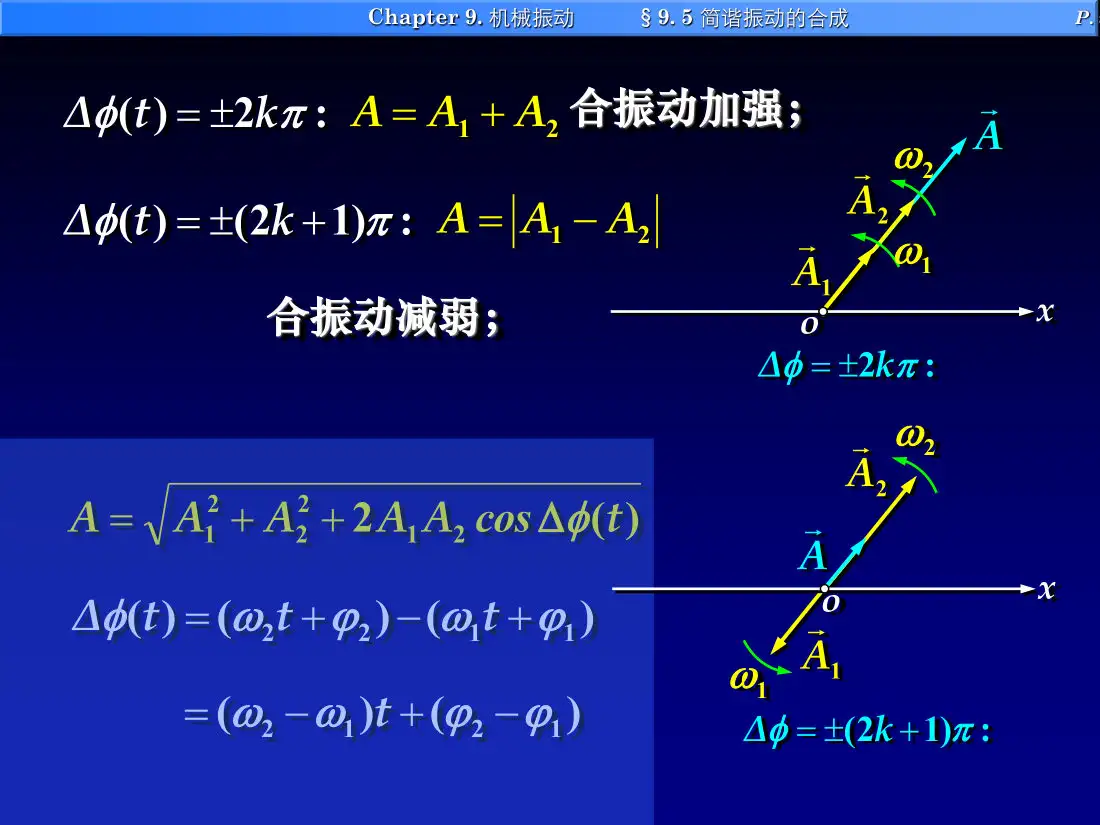 Chapter 9. 机械振动 §9.5 简谐振动的合成 P.
Δϕ(t) = ±2kπ : A = A₁ + A₂ 合振动加强；
Δϕ(t) = ±(2k + 1)π : A = |A₁ − A₂|
合振动减弱；
A⃗
ω₂
A⃗₂
ω₁
A⃗₁
o
x
Δϕ = ±2kπ :
A = √(A₁² + A₂² + 2A₁A₂ cos Δϕ(t))
Δϕ(t) = (ω₂t + φ₂) − (ω₁t + φ₁)
= (ω₂ − ω₁)t + (φ₂ − φ₁)
ω₂
A⃗₂
A⃗
x
o
A⃗₁
ω₁
Δϕ = ±(2k + 1)π :